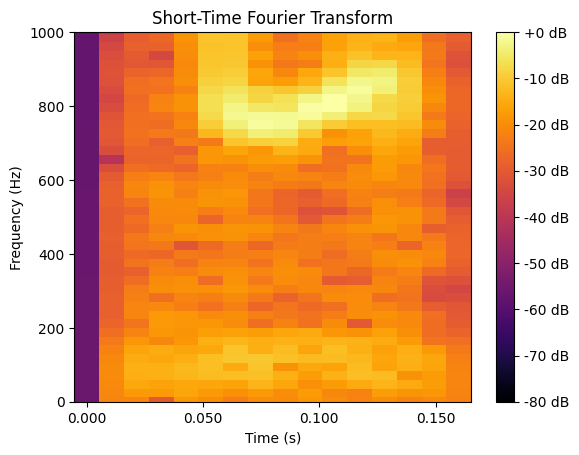 Short-Time Fourier Transform
1000
800
600
400
200
0
Frequency (Hz)
0.000
0.050
0.100
0.150
Time (s)
+0 dB
-10 dB
-20 dB
-30 dB
-40 dB
-50 dB
-60 dB
-70 dB
-80 dB